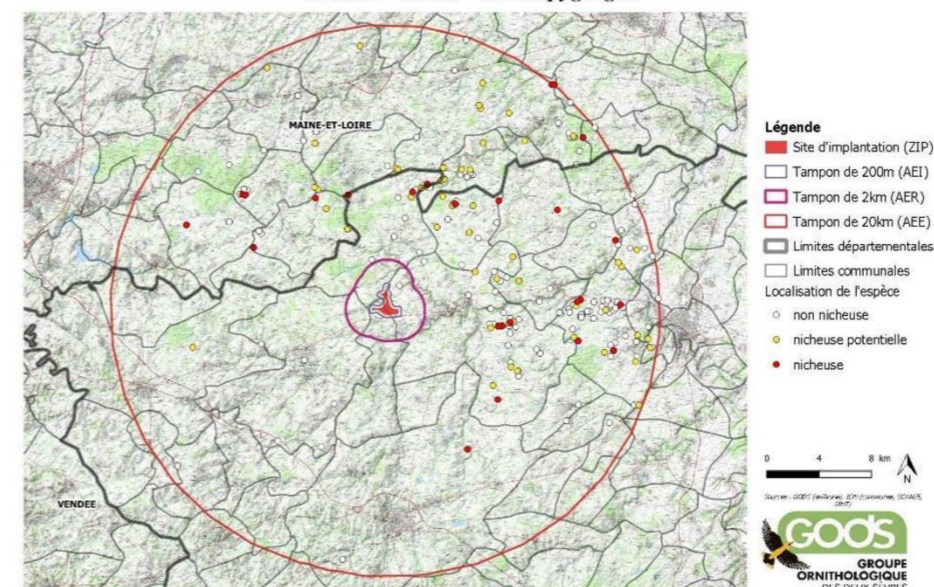 MAINE-ET-LOIRE
VENDEE
Légende
Site d'implantation (ZIP)
Tampon de 200m (AEI)
Tampon de 2km (AER)
Tampon de 20km (AEE)
Limites départementales
Limites communales
Localisation de l'espèce
non nicheuse
nicheuse potentielle
nicheuse
0 4 8 km
N
GODS
GROUPE
ORNITHOLOGIQUE